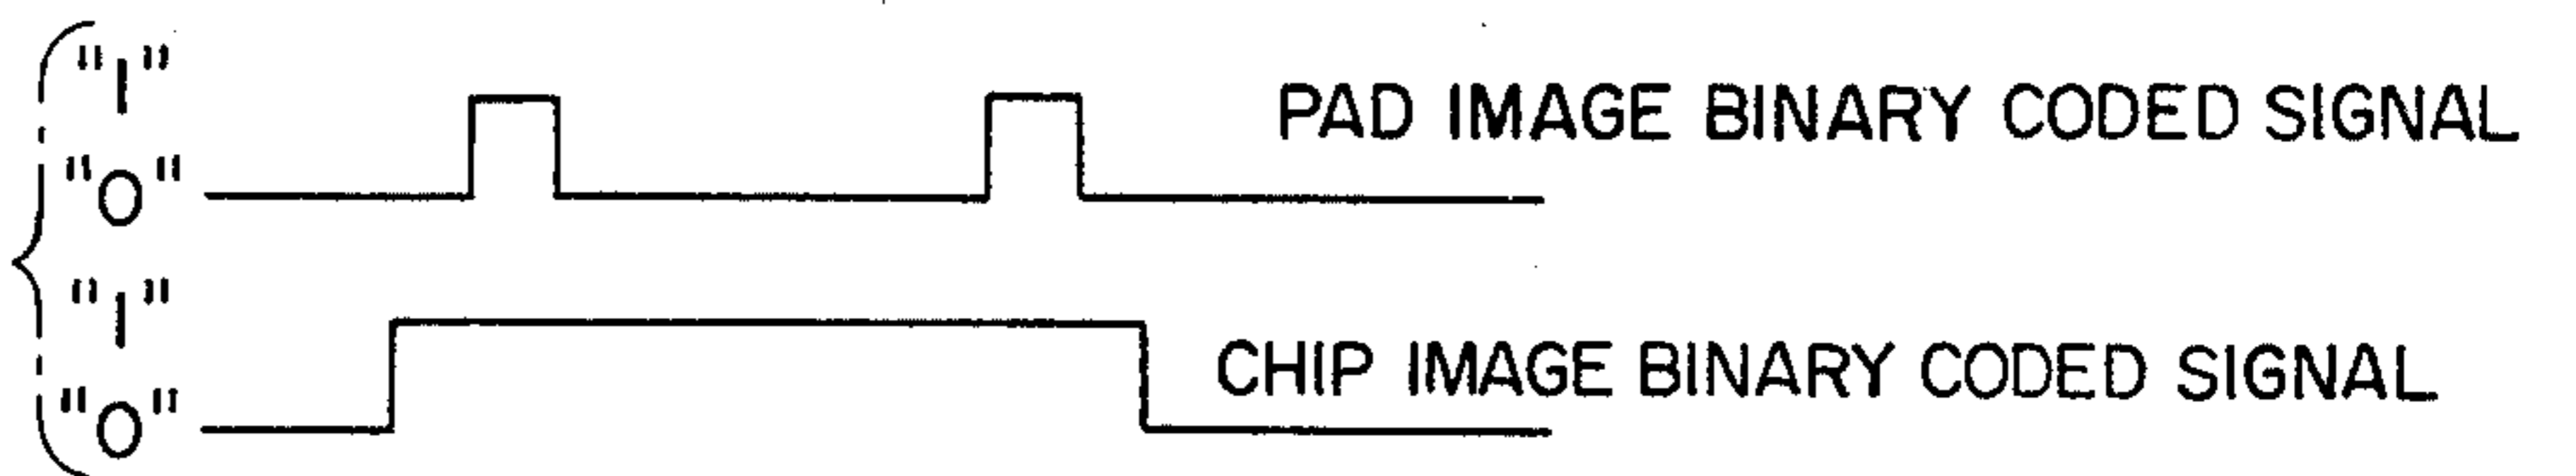 "1"
PAD IMAGE BINARY CODED SIGNAL
"0"
"1"
CHIP IMAGE BINARY CODED SIGNAL
"0"